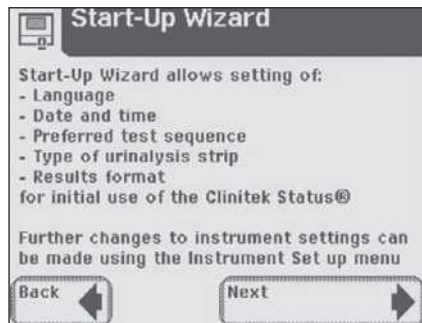 Start-Up Wizard
Start-Up Wizard allows setting of:
- Language
- Date and time
- Preferred test sequence
- Type of urinalysis strip
- Results format
for initial use of the Clinitek Status®
Further changes to instrument settings can
be made using the Instrument Set up menu
Back
Next